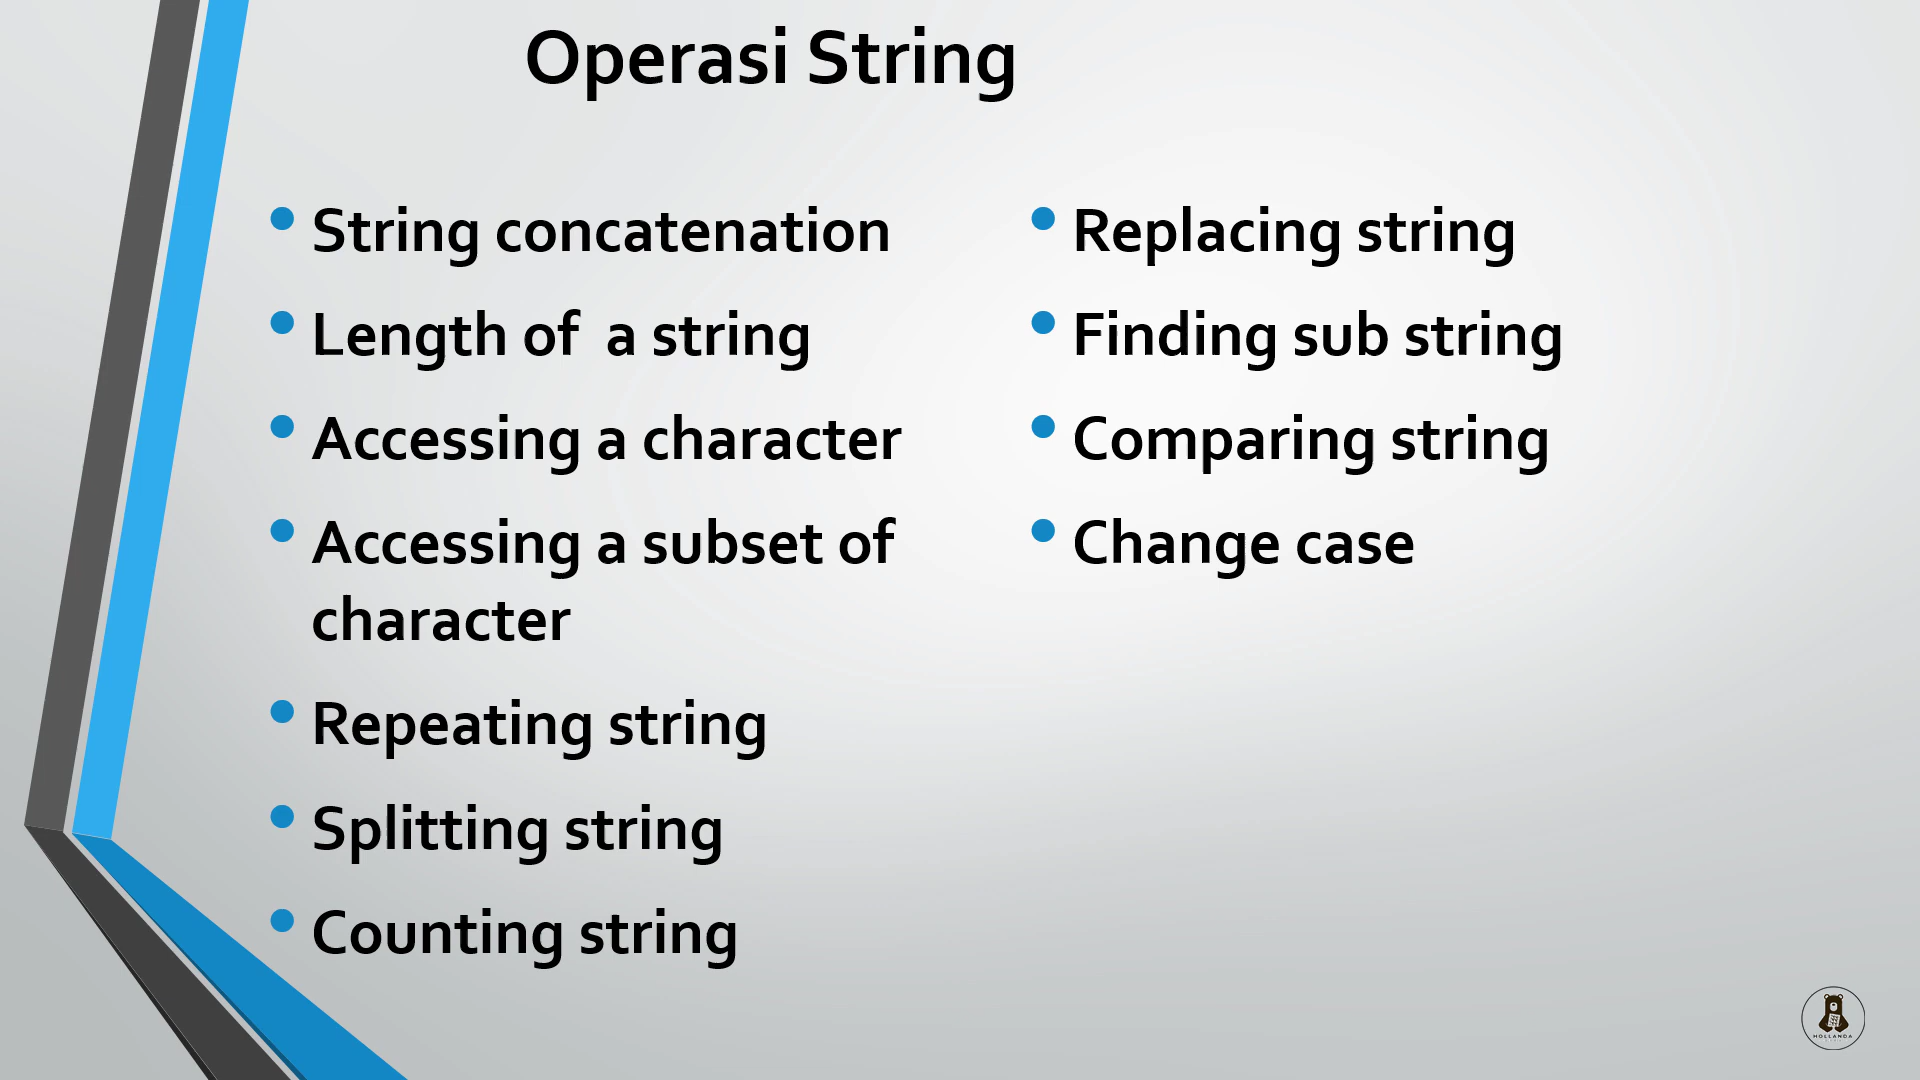 Operasi String
String concatenation
Length of  a string
Accessing a character
Accessing a subset of
character
Repeating string
Splitting string
Counting string
Replacing string
Finding sub string
Comparing string
Change case
HOLLANDA